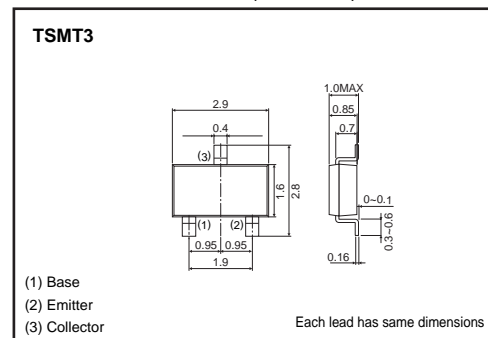 TSMT3
1.0MAX
2.9
0.85
0.4
0.7
(3)
1.6
2.8
0~0.1
(1)
(2)
0.3~0.6
0.95
0.95
0.16
1.9
(1) Base
(2) Emitter
(3) Collector
Each lead has same dimensions